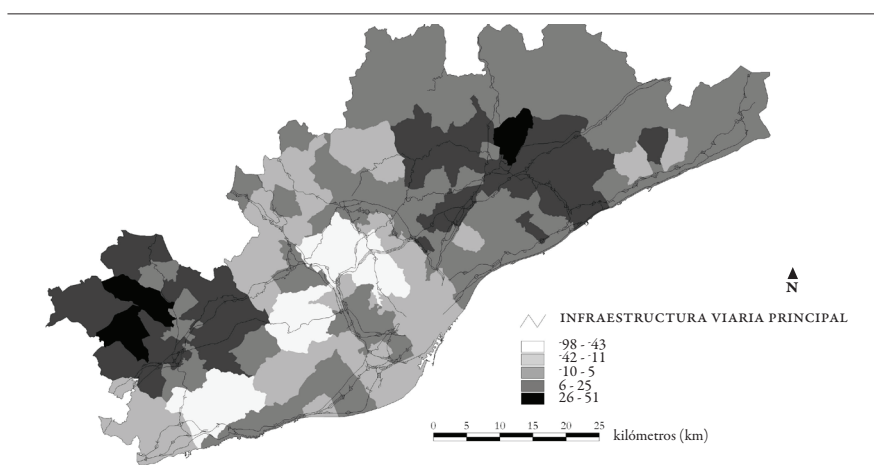 N
INFRAESTRUCTURA VIARIA PRINCIPAL
-98 - -43
-42 - -11
-10 - 5
6 - 25
26 - 51
0 5 10 15 20 25
kilómetros (km)